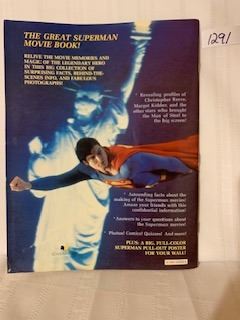 THE GREAT SUPERMAN
MOVIE BOOK!
RELIVE THE MOVIE MEMORIES AND
MAGIC OF THE LEGENDARY HERO
IN THIS BIG COLLECTION OF
SURPRISING FACTS, BEHIND-THE-
SCENES INFO, AND FABULOUS
PHOTOGRAPHS!
1291
* Revealing profiles of
Christopher Reeve,
Margot Kidder, and the
other stars who brought
the Man of Steel to
the big screen!
* Astounding facts about the
making of the Superman movies!
Amaze your friends with this
confidential information!
* Answers to your questions
about the Superman movies!
* Photos! Comics! Quizzes! And more!
PLUS: A BIG, FULL-COLOR
SUPERMAN PULL-OUT POSTER
FOR YOUR WALL!